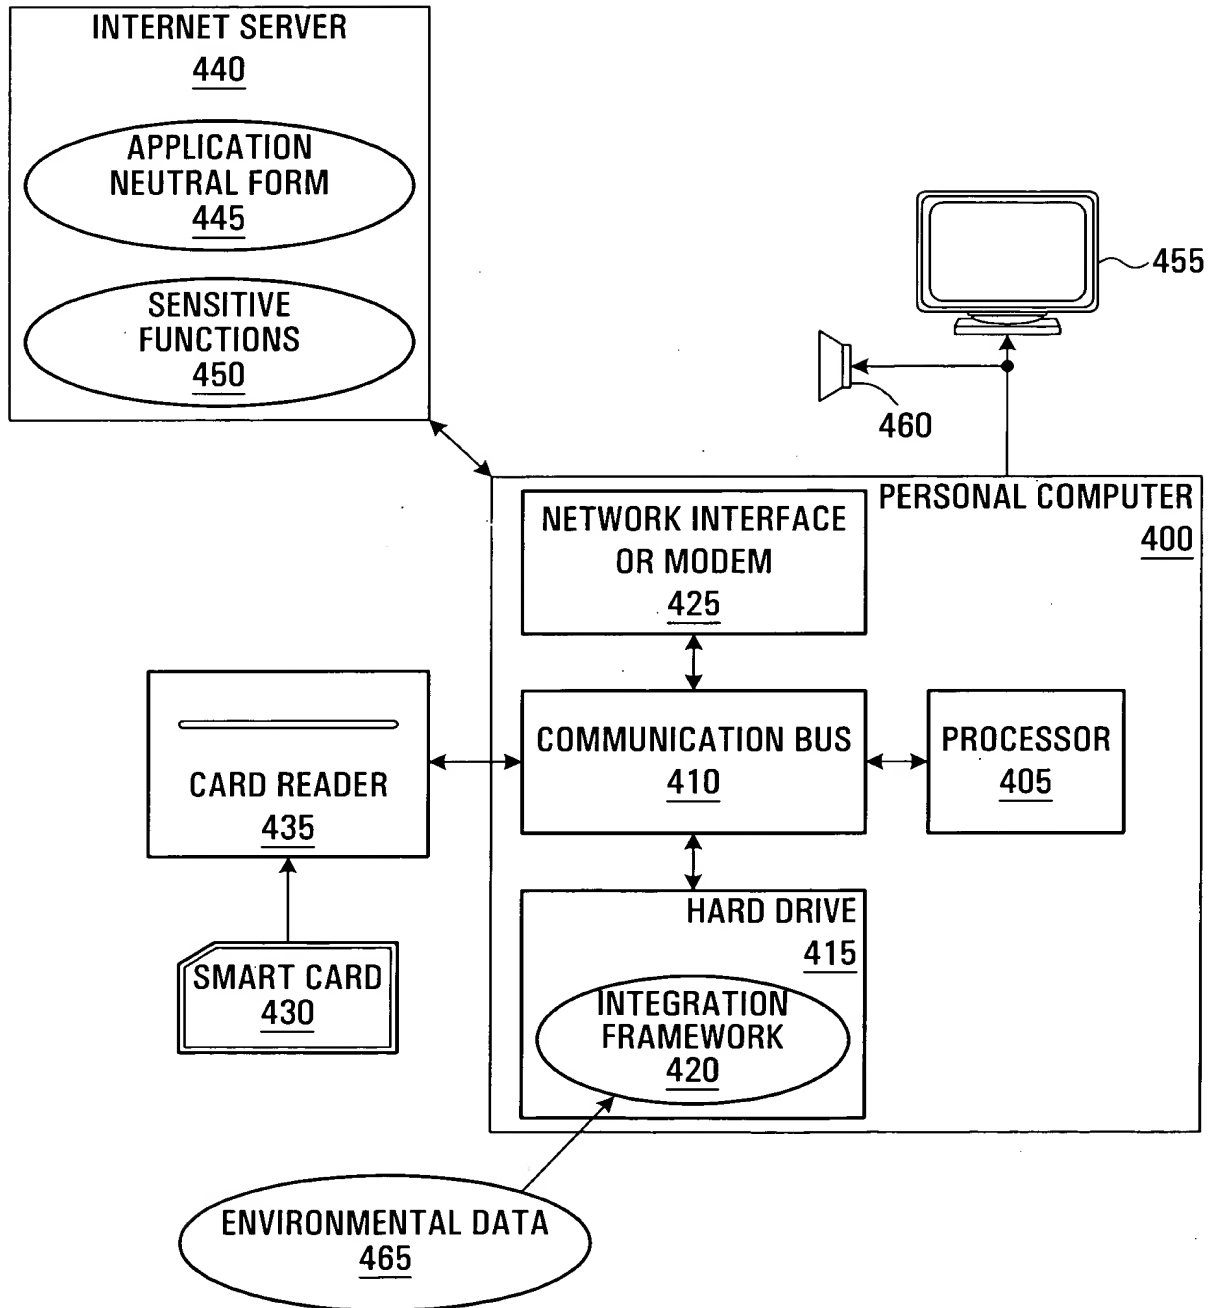 INTERNET SERVER
440
APPLICATION
NEUTRAL FORM
445
SENSITIVE
FUNCTIONS
450
455
460
PERSONAL COMPUTER
400
NETWORK INTERFACE
OR MODEM
425
COMMUNICATION BUS
410
PROCESSOR
405
CARD READER
435
HARD DRIVE
415
SMART CARD
430
INTEGRATION
FRAMEWORK
420
ENVIRONMENTAL DATA
465